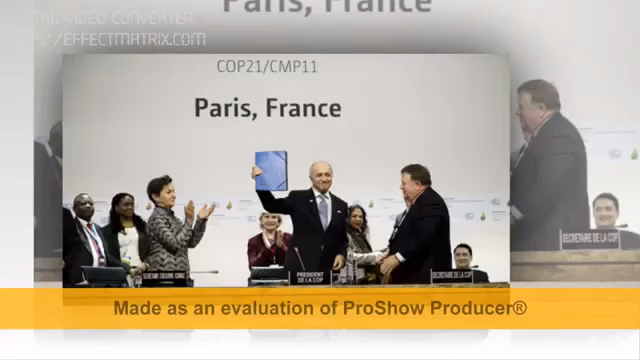 Paris, France
TAL VIDEO CONVERTER
//EFFECTMATRIX.COM
COP21/CMP11
Paris, France
SECRETAIRE DE LA COP
PRESIDENT
DE LA COP
SECRETAIRE DE LA COP
Made as an evaluation of ProShow Producer®